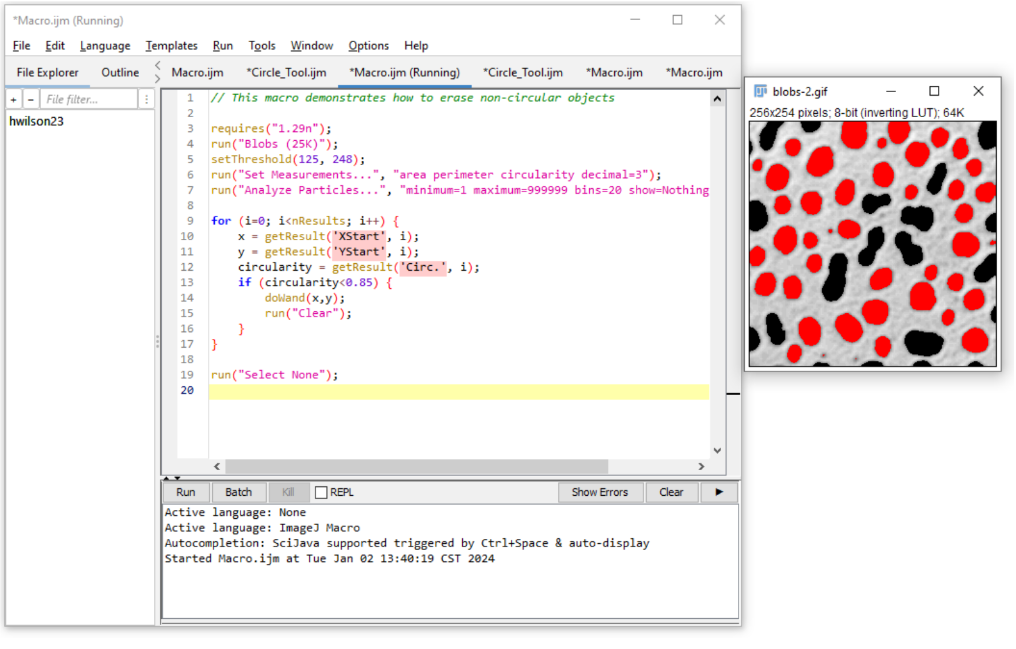 *Macro.ijm (Running)
File Edit Language Templates Run Tools Window Options Help
File Explorer Outline Macro.ijm *Circle_Tool.ijm *Macro.ijm (Running) *Circle_Tool.ijm *Macro.ijm *Macro.ijm
+ - File filter...
hwilson23
1 // This macro demonstrates how to erase non-circular objects
2
3 requires("1.29n");
4 run("Blobs (25K)");
5 setThreshold(125, 248);
6 run("Set Measurements...", "area perimeter circularity decimal=3");
7 run("Analyze Particles...", "minimum=1 maximum=999999 bins=20 show=Nothing
8
9 for (i=0; i<nResults; i++) {
10 x = getResult('XStart', i);
11 y = getResult('YStart', i);
12 circularity = getResult('Circ.', i);
13 if (circularity<0.85) {
14 doWand(x,y);
15 run("Clear");
16 }
17 }
18
19 run("Select None");
20
Run Batch Kill REPL Show Errors Clear
Active language: None
Active language: ImageJ Macro
Autocompletion: SciJava supported triggered by Ctrl+Space & auto-display
Started Macro.ijm at Tue Jan 02 13:40:19 CST 2024
blobs-2.gif
256x254 pixels; 8-bit (inverting LUT); 64K